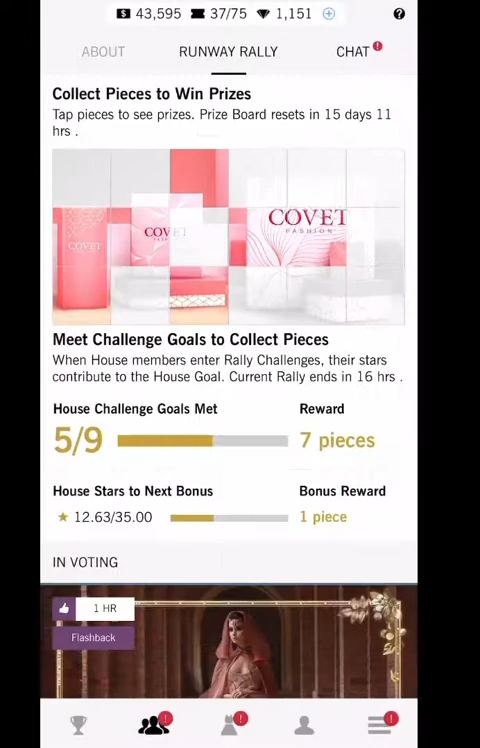 $ 43,595 37/75 1,151
?
ABOUT RUNWAY RALLY CHAT !
Collect Pieces to Win Prizes
Tap pieces to see prizes. Prize Board resets in 15 days 11
hrs .
COVET
COVET
COVET
FASHION
Meet Challenge Goals to Collect Pieces
When House members enter Rally Challenges, their stars
contribute to the House Goal. Current Rally ends in 16 hrs .
House Challenge Goals Met Reward
5/9 7 pieces
House Stars to Next Bonus Bonus Reward
12.63/35.00 1 piece
IN VOTING
1 HR
Flashback
! ! !